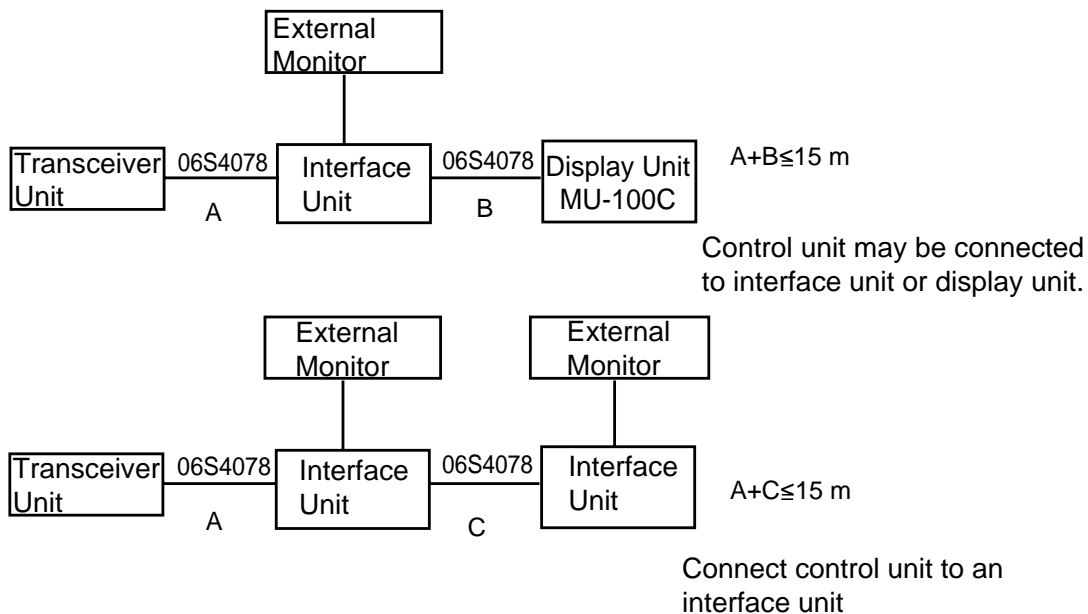 External
Monitor
Transceiver
Unit
06S4078
A
Interface
Unit
06S4078
B
Display Unit
MU-100C
A+B≦15 m
Control unit may be connected
to interface unit or display unit.
External
Monitor
External
Monitor
Transceiver
Unit
06S4078
A
Interface
Unit
06S4078
C
Interface
Unit
A+C≦15 m
Connect control unit to an
interface unit